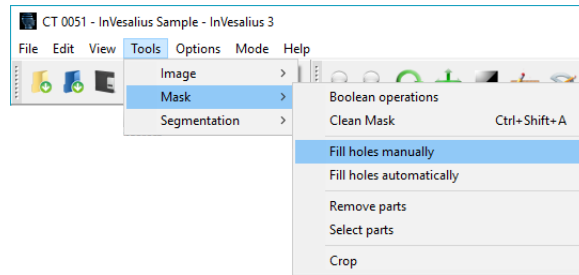 CT 0051 - InVesalius Sample - InVesalius 3
File Edit View Tools Options Mode Help
Image
Mask
Segmentation
Boolean operations
Clean Mask Ctrl+Shift+A
Fill holes manually
Fill holes automatically
Remove parts
Select parts
Crop